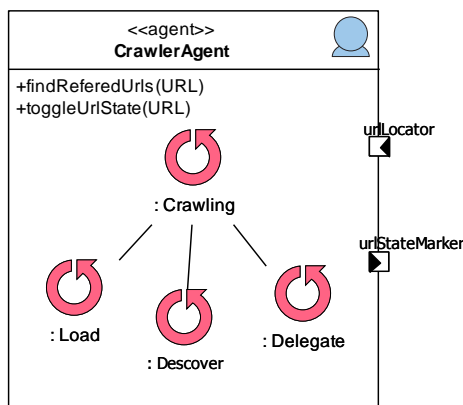 <<agent>>
CrawlerAgent
+findReferedUrls(URL)
+toggleUrlState(URL)
urlLocator
: Crawling
urlStateMarker
: Load
: Descover
: Delegate